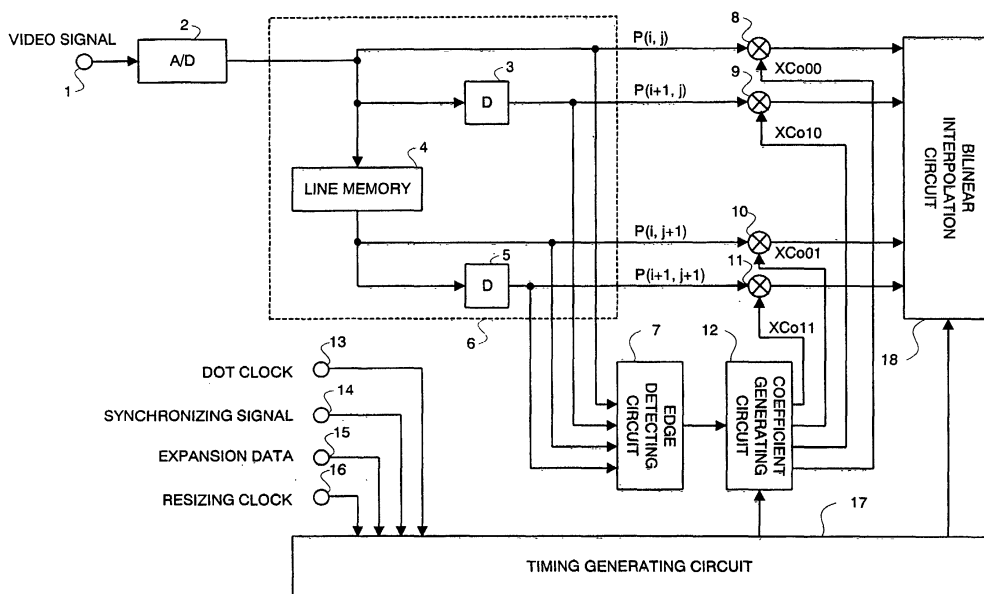 2
8
VIDEO SIGNAL
A/D
P(i, j)
1
3
XCo00
9
D
P(i+1, j)
4
XCo10
LINE MEMORY
BILINEAR
INTERPOLATION
CIRCUIT
10
P(i, j+1)
5
XCo01
11
D
P(i+1, j+1)
6
XCo11
13
7
12
18
DOT CLOCK
14
SYNCHRONIZING SIGNAL
15
EXPANSION DATA
16
RESIZING CLOCK
EDGE
DETECTING
CIRCUIT
COEFFICIENT
GENERATING
CIRCUIT
17
TIMING GENERATING CIRCUIT